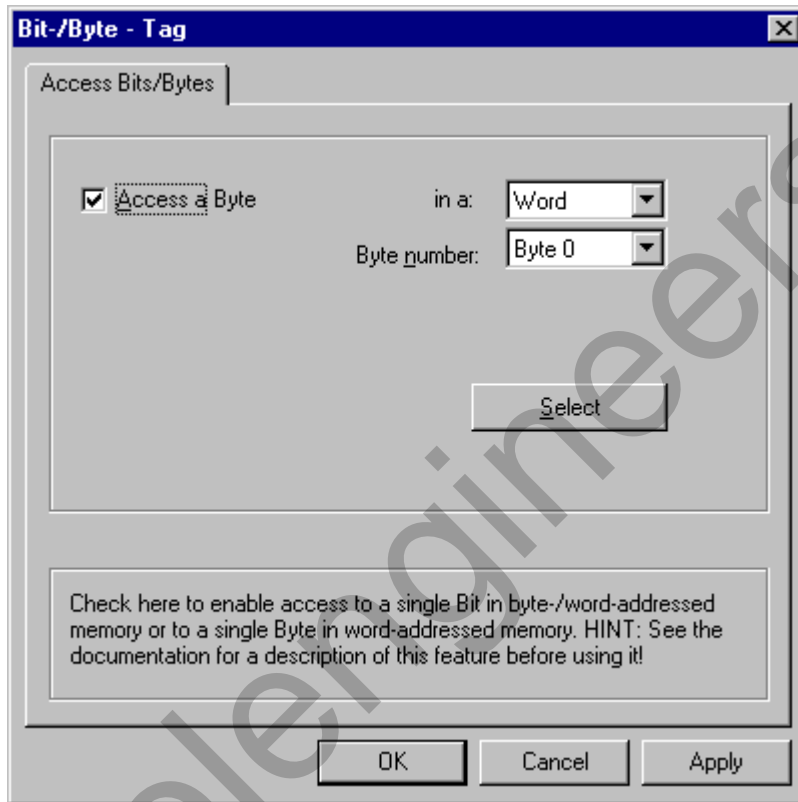 Bit-/Byte - Tag
Access Bits/Bytes
Access a Byte in a: Word
Byte number: Byte 0
Select
Check here to enable access to a single Bit in byte-/word-addressed
memory or to a single Byte in word-addressed memory. HINT: See the
documentation for a description of this feature before using it!
OK Cancel Apply
elengineers